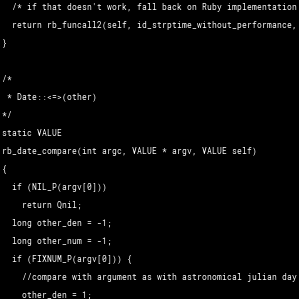 /* if that doesn't work, fall back on Ruby implementation
return rb_funcall2(self, id_strptime_without_performance,
}
/*
* Date::<=>(other)
*/
static VALUE
rb_date_compare(int argc, VALUE * argv, VALUE self)
{
if (NIL_P(argv[0]))
return Qnil;
long other_den = -1;
long other_num = -1;
if (FIXNUM_P(argv[0])) {
//compare with argument as with astronomical julian day
other_den = 1;